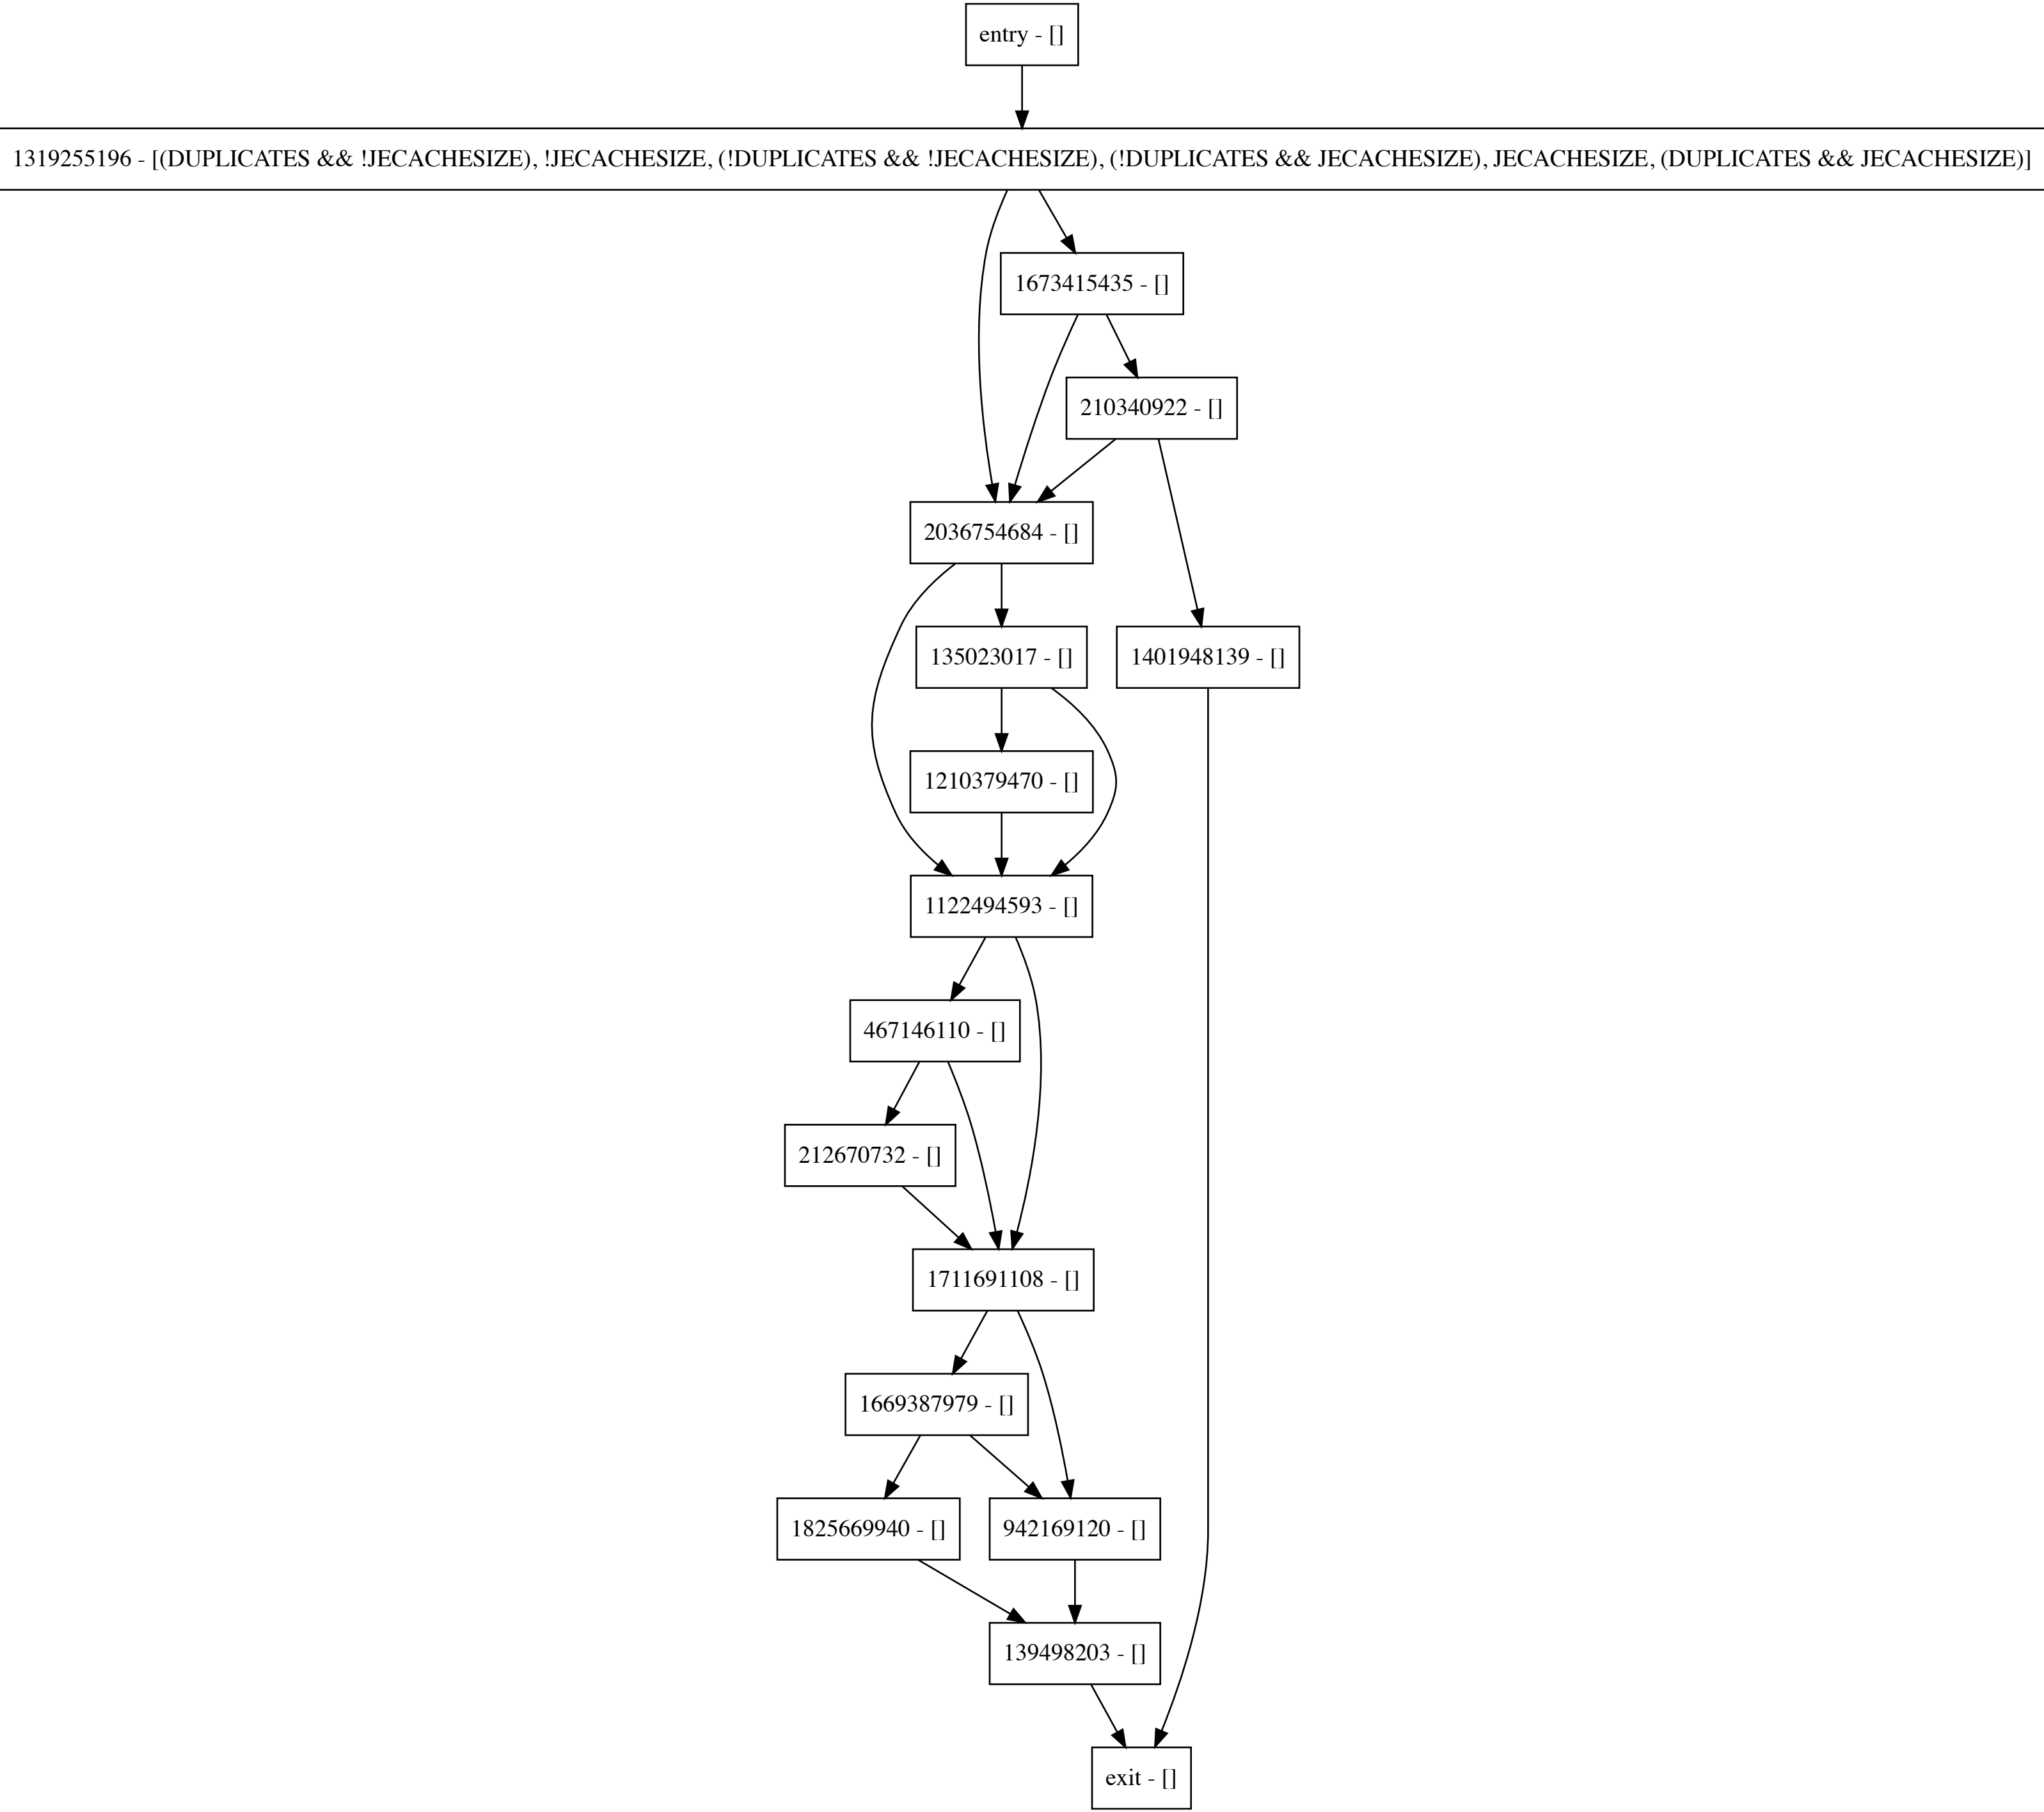 entry - []
1319255196 - [(DUPLICATES && !JECACHESIZE), !JECACHESIZE, (!DUPLICATES && !JECACHESIZE), (!DUPLICATES && JECACHESIZE), JECACHESIZE, (DUPLICATES && JECACHESIZE)]
1673415435 - []
210340922 - []
2036754684 - []
135023017 - []
1401948139 - []
1210379470 - []
1122494593 - []
467146110 - []
212670732 - []
1711691108 - []
1669387979 - []
1825669940 - []
942169120 - []
139498203 - []
exit - []